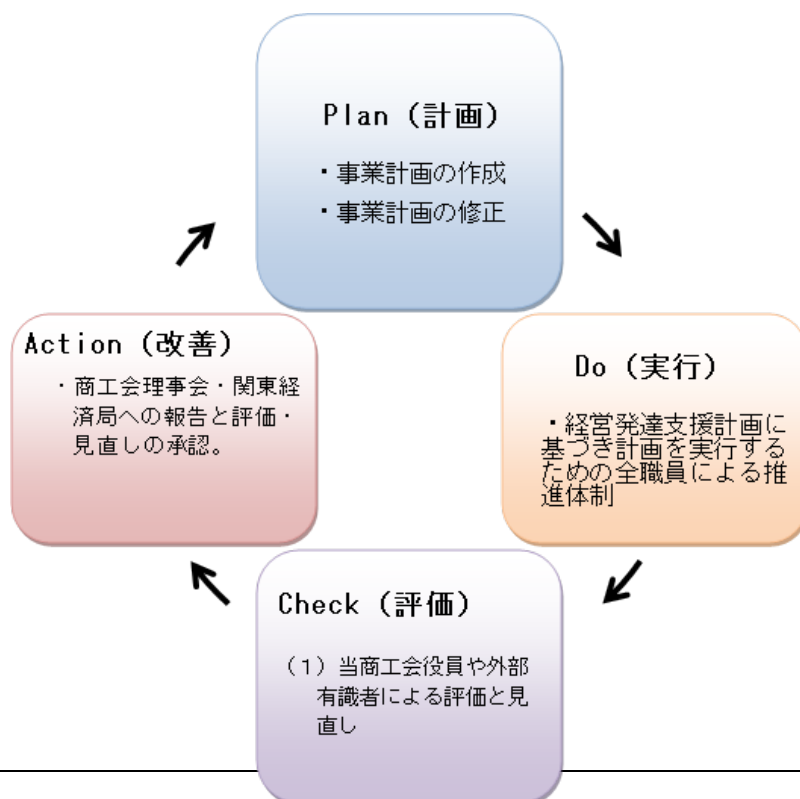 Plan（計画）
・事業計画の作成
・事業計画の修正
Action（改善）
・商工会理事会・関東経
済局への報告と評価・
見直しの承認。
Do（実行）
・経営発達支援計画に
基づき計画を実行する
ための全職員による推
進体制
Check（評価）
（１）当商工会役員や外部
有識者による評価と見
直し